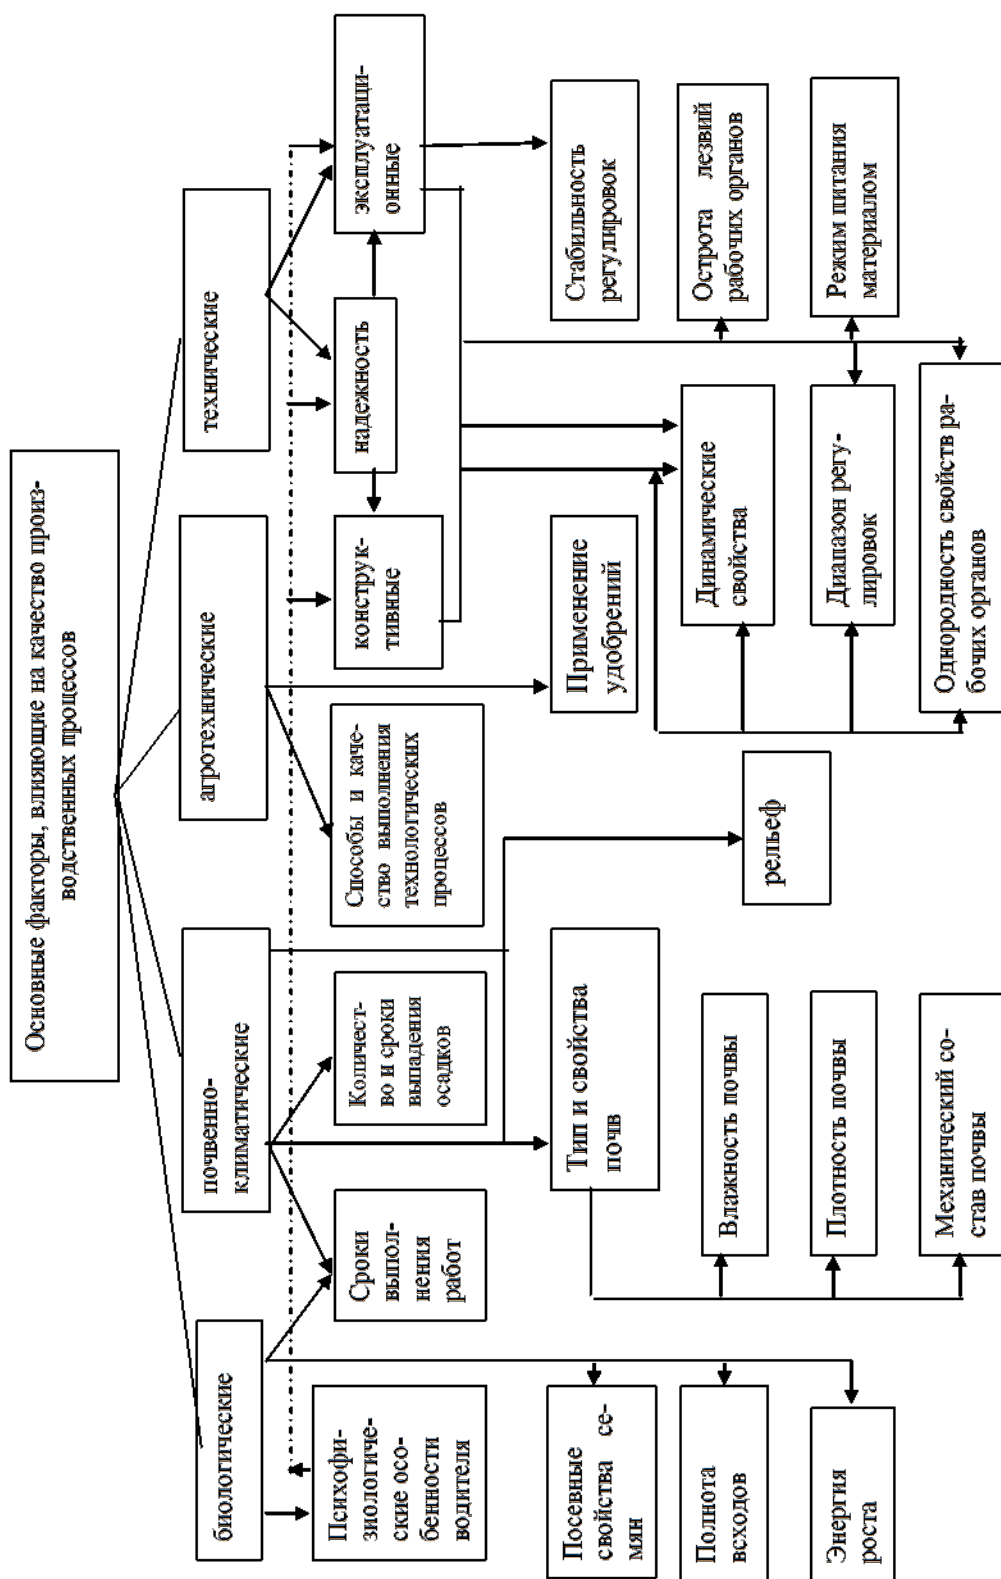 Основные факторы, влияющие на качество произ-
водственных процессов
биологические
почвенно-
климатические
агротехнические
технические
Психофи-
зиологиче-
ские осо-
бенности
водителя
Сроки
выпол-
нения
работ
Количест-
во и сроки
выпадения
осадков
Способы и каче-
ство выполнения
технологических
процессов
конструк-
тивные
надежность
эксплуатаци-
онные
Посевные
свойства се-
мян
Тип и свойства
почв
Применение
удобрений
Стабильность
регулировок
Полнота
всходов
Влажность почвы
рельеф
Динамические
свойства
Острота лезвий
рабочих органов
Энергия
роста
Плотность почвы
Диапазон регу-
лировок
Режим питания
материалом
Механический со-
став почвы
Однородность свойств ра-
бочих органов